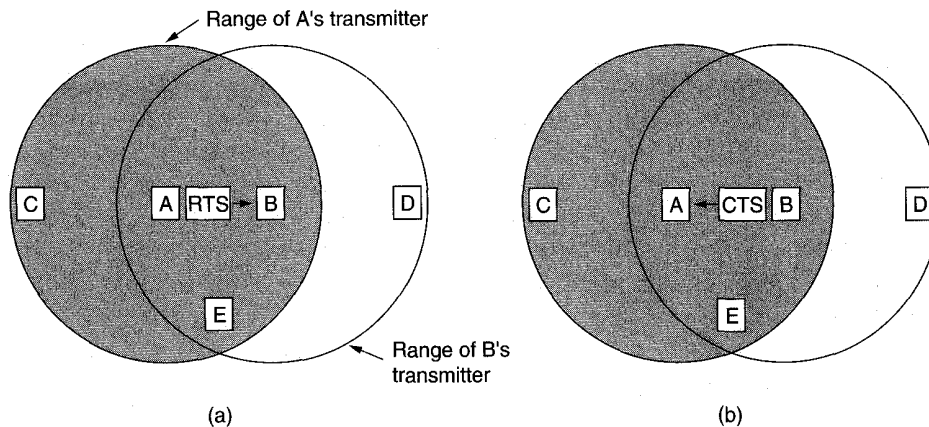 Range of A's transmitter
C
A
RTS
B
D
E
Range of B's
transmitter
(a)
C
A
CTS
B
D
E
(b)